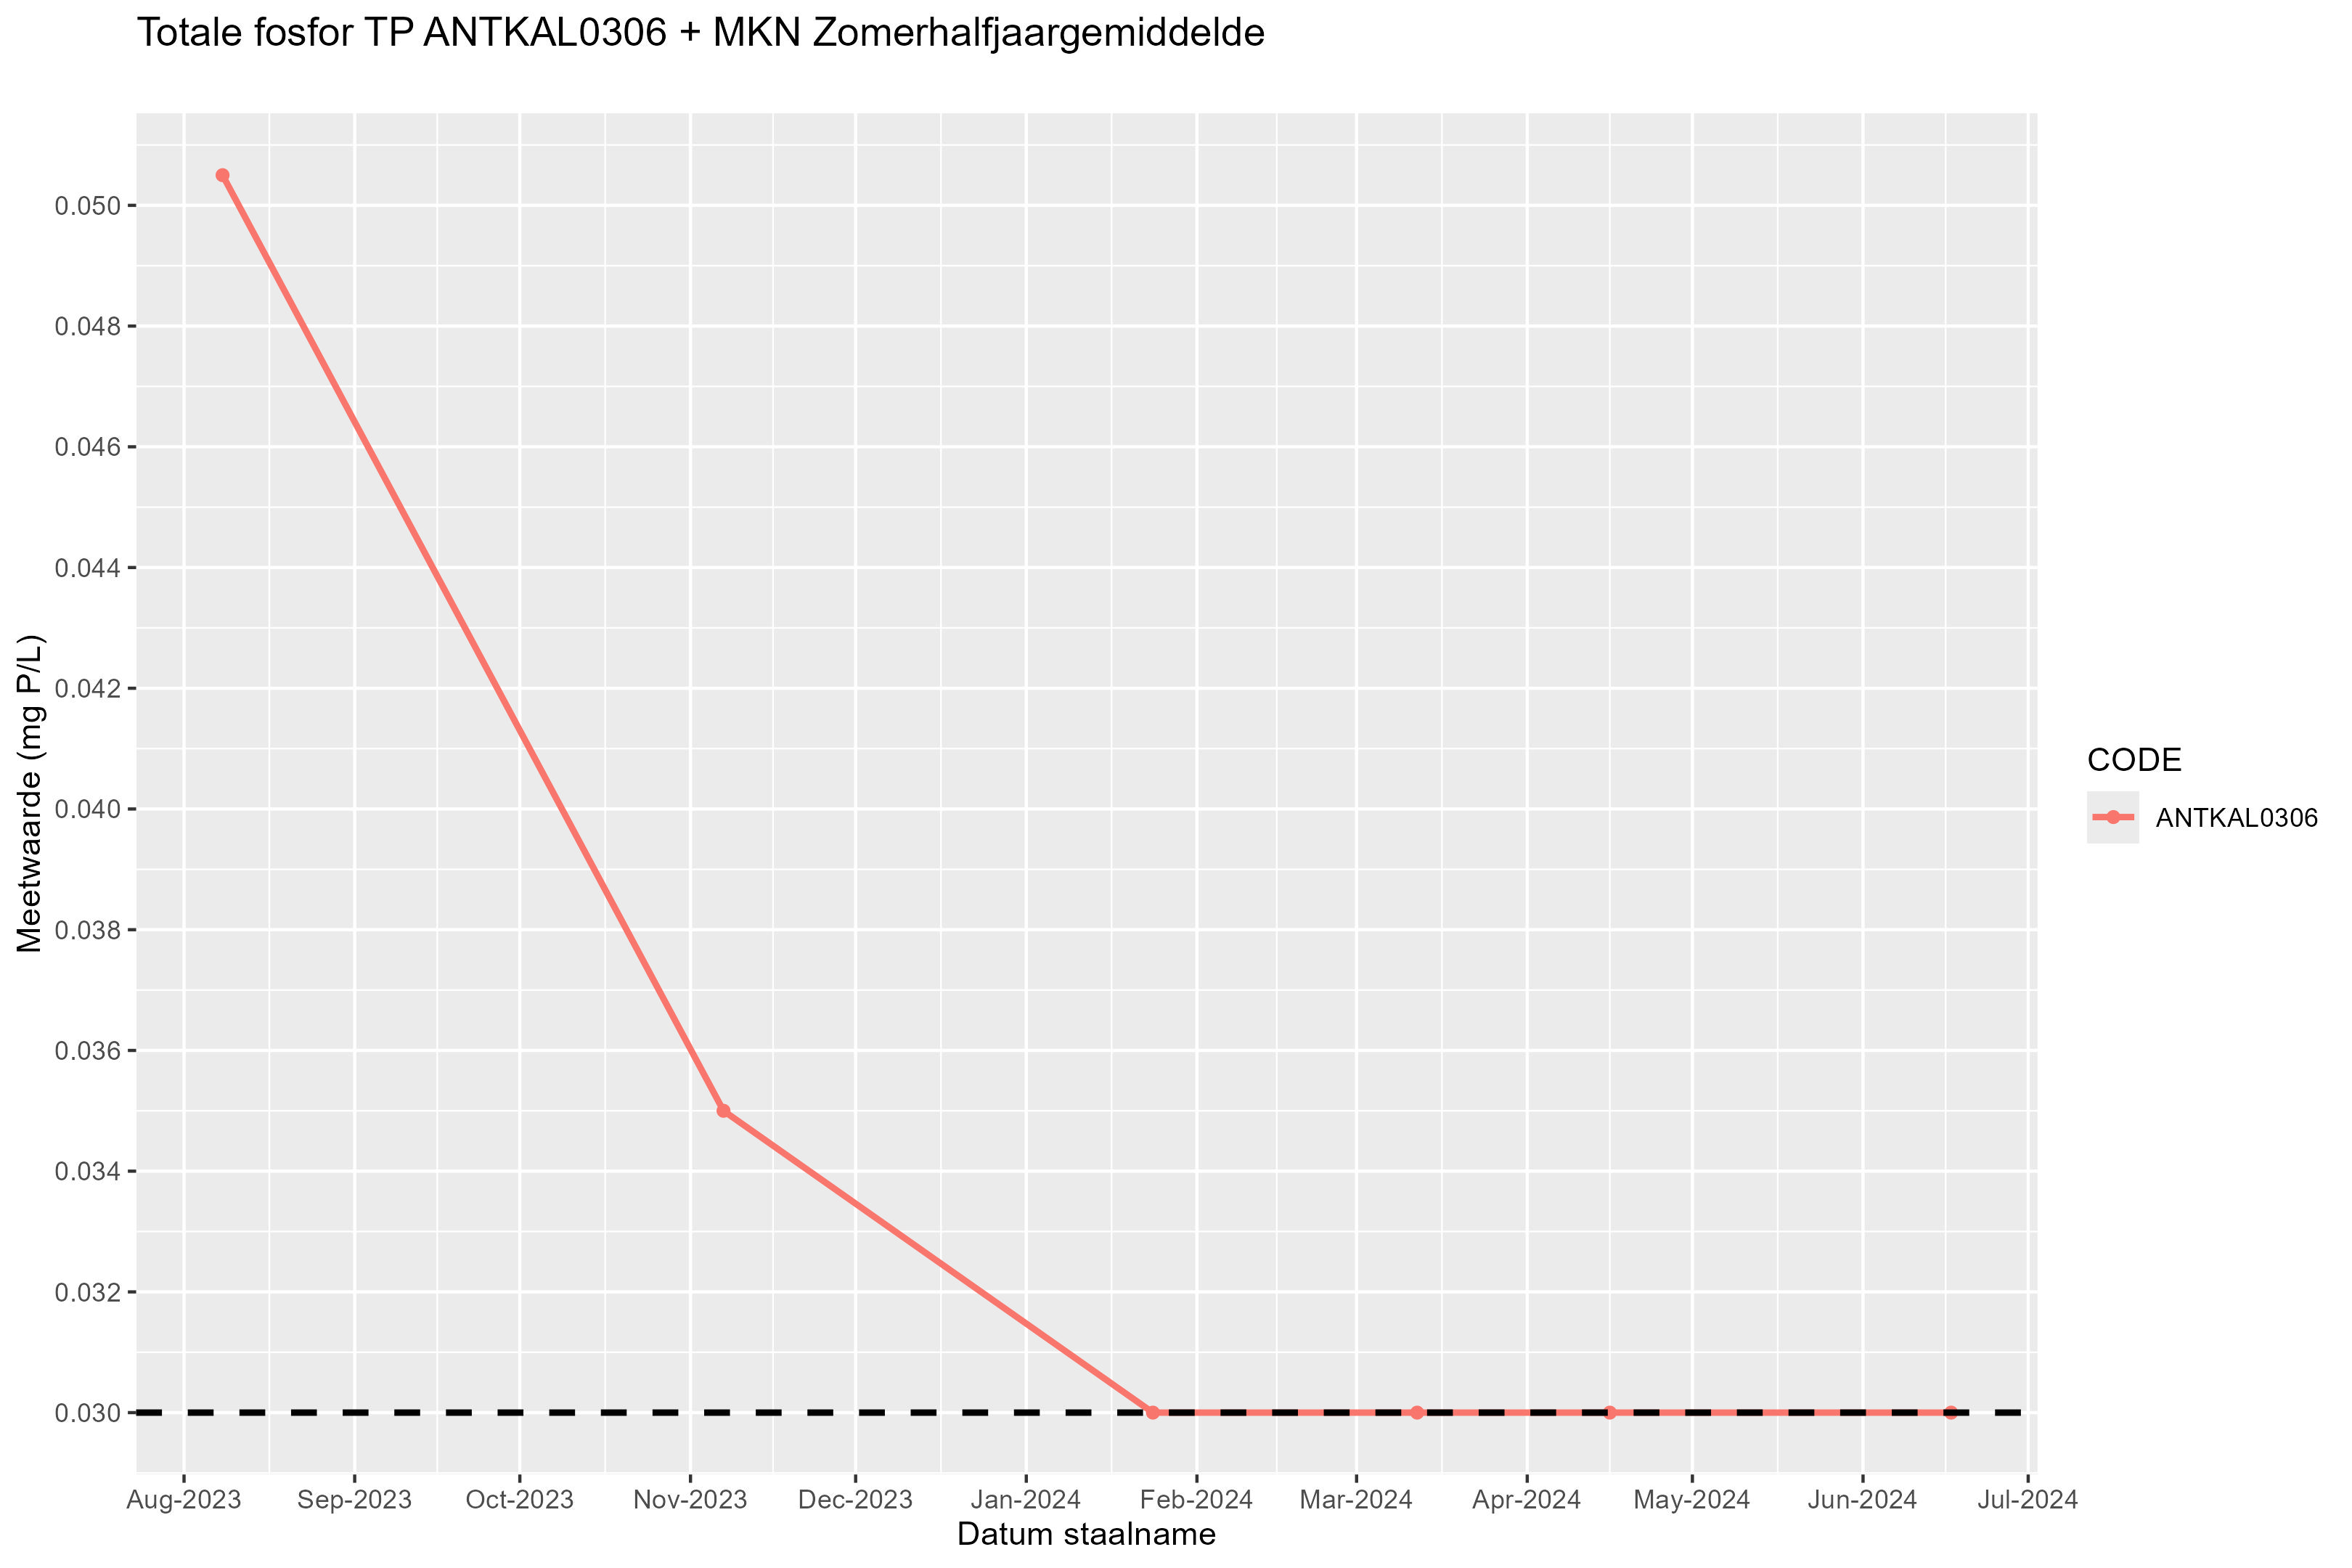 Totale fosfor TP ANTKAL0306 + MKN Zomerhalfjaargemiddelde
Meetwaarde (mg P/L)
0.050
0.048
0.046
0.044
0.042
0.040
0.038
0.036
0.034
0.032
0.030
Aug-2023 Sep-2023 Oct-2023 Nov-2023 Dec-2023 Jan-2024 Feb-2024 Mar-2024 Apr-2024 May-2024 Jun-2024 Jul-2024
Datum staalname
CODE
ANTKAL0306